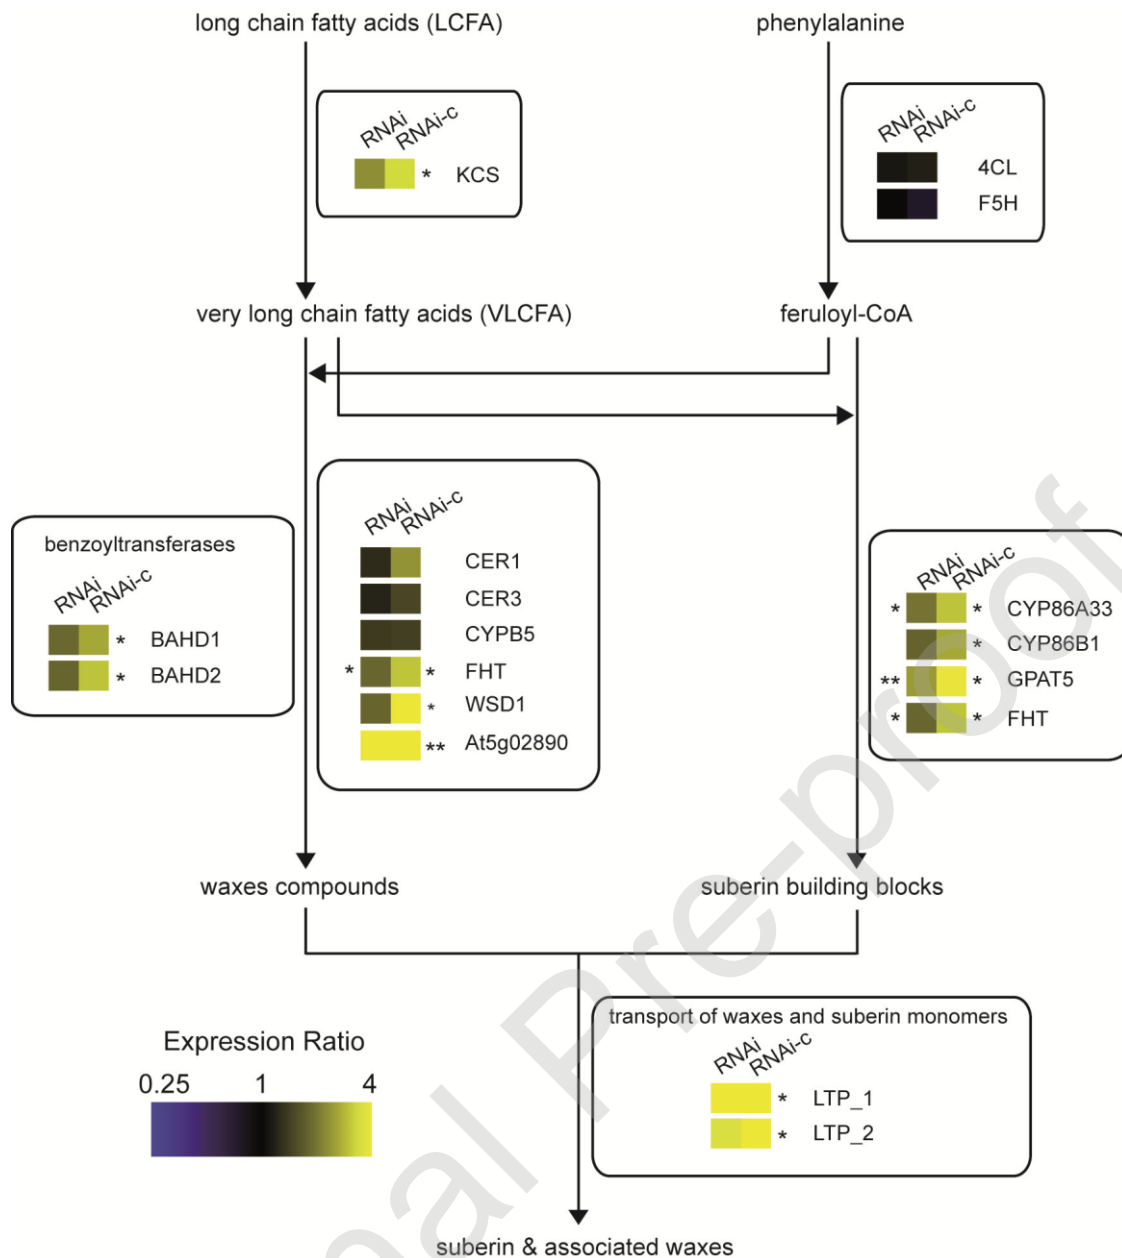 long chain fatty acids (LCFA)
phenylalanine
RNAi
RNAi-c
* KCS
RNAi
RNAi-c
4CL
F5H
very long chain fatty acids (VLCFA)
feruloyl-CoA
benzoyltransferases
RNAi
RNAi-c
* BAHD1
* BAHD2
RNAi
RNAi-c
CER1
CER3
CYPB5
* * FHT
* WSD1
** At5g02890
RNAi
RNAi-c
* * CYP86A33
* CYP86B1
** * GPAT5
* * FHT
waxes compounds
suberin building blocks
Expression Ratio
0.25 1 4
transport of waxes and suberin monomers
RNAi
RNAi-c
* LTP_1
* LTP_2
suberin & associated waxes
nal Pre-proof